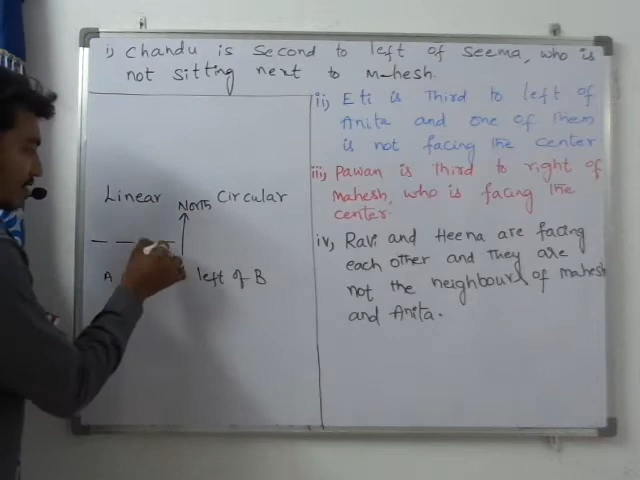 i) Chandu is second to left of Seema, who is
not sitting next to Mahesh.
ii) Eti is Third to left of
Anita and one of Them
is not facing the center
iii) Pawan is third to right of
Mahesh, who is facing the
center.
iv) Ravi and Heena are facing
each other and They are
not the neighbours of mahesh
and Anita.
Linear
Circular
North
A
left of B